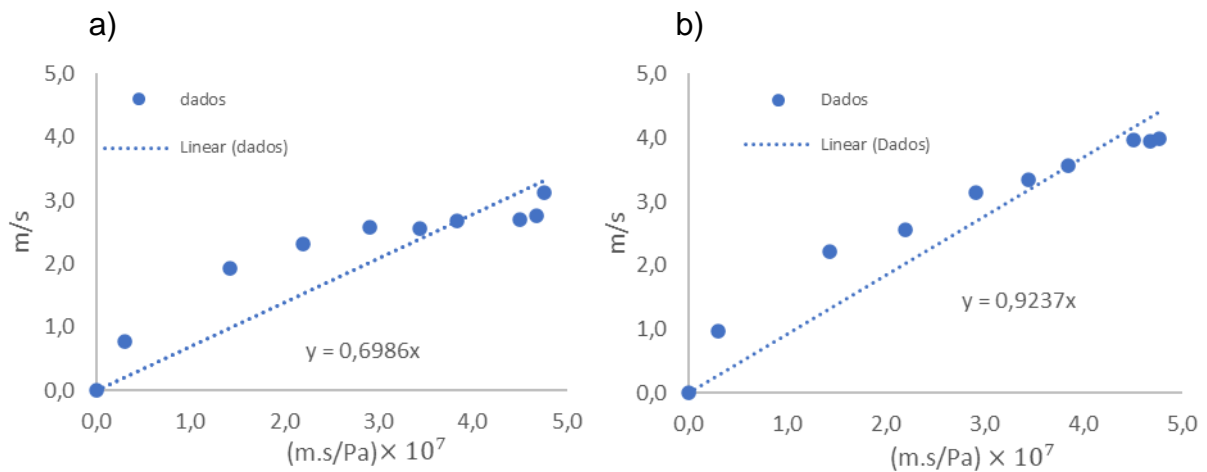 a)
5,0
4,0
3,0
2,0
1,0
0,0
m/s
dados
Linear (dados)
y = 0,6986x
0,0 1,0 2,0 3,0 4,0 5,0
(m.s/Pa) × 10⁷
b)
5,0
4,0
3,0
2,0
1,0
0,0
m/s
Dados
Linear (Dados)
y = 0,9237x
0,0 1,0 2,0 3,0 4,0 5,0
(m.s/Pa) × 10⁷